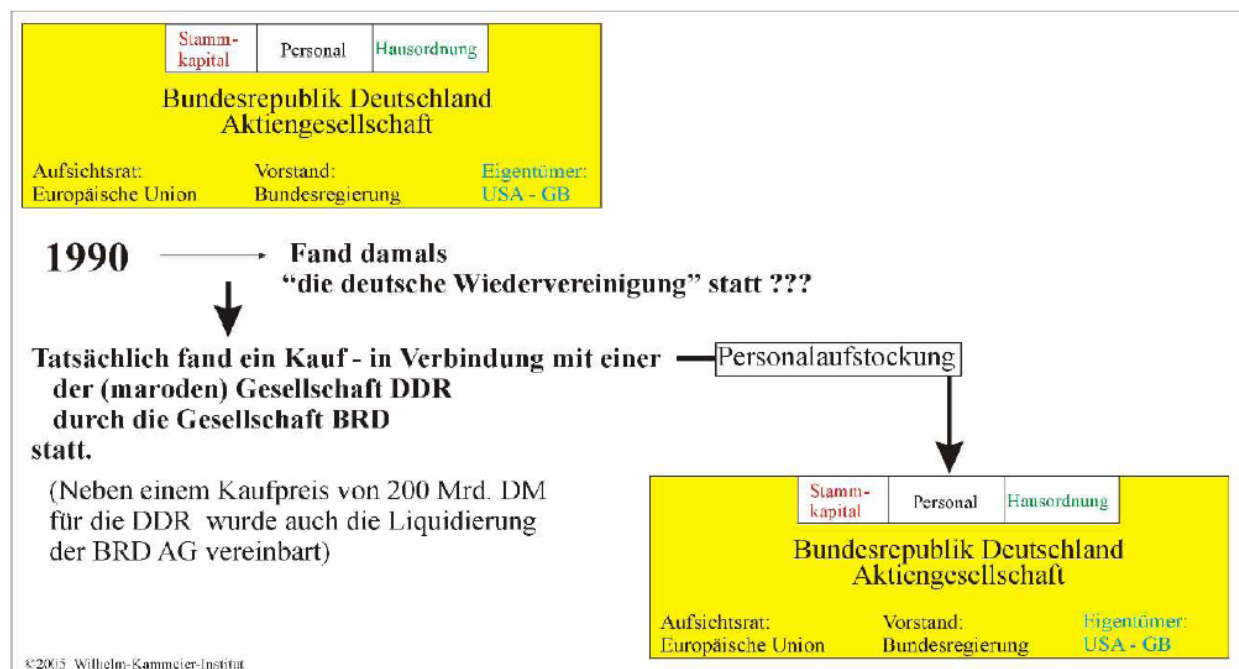 Stamm-
kapital
Personal
Hausordnung
Bundesrepublik Deutschland
Aktiengesellschaft
Aufsichtsrat:
Europäische Union
Vorstand:
Bundesregierung
Eigentümer:
USA - GB
1990
Fand damals
“die deutsche Wiedervereinigung” statt ???
Tatsächlich fand ein Kauf - in Verbindung mit einer
Personalaufstockung
der (maroden) Gesellschaft DDR
durch die Gesellschaft BRD
statt.
(Neben einem Kaufpreis von 200 Mrd. DM
für die DDR wurde auch die Liquidierung
der BRD AG vereinbart)
Stamm-
kapital
Personal
Hausordnung
Bundesrepublik Deutschland
Aktiengesellschaft
Aufsichtsrat:
Europäische Union
Vorstand:
Bundesregierung
Eigentümer:
USA - GB
©2005 Wilhelm-Kammeier-Institut